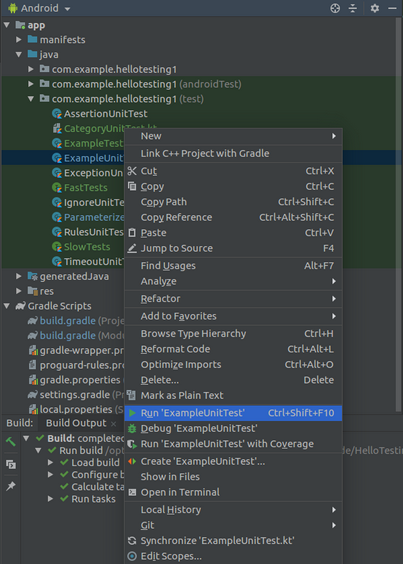 Android
app
manifests
java
com.example.hellotesting1
com.example.hellotesting1 (androidTest)
com.example.hellotesting1 (test)
AssertionUnitTest
CategoryUnitTest.kt
ExampleTest
ExampleUnit
ExceptionUn
FastTests
IgnoreUnitT
Parameterize
RulesUnitTes
SlowTests
TimeoutUnitT
generatedJava
res
Gradle Scripts
build.gradle (Proj
build.gradle (Modu
gradle-wrapper.pr
proguard-rules.pro
gradle.properties (
settings.gradle (
local.properties (S
New
Link C++ Project with Gradle
Cut Ctrl+X
Copy Ctrl+C
Copy Path Ctrl+Shift+C
Copy Reference Ctrl+Alt+Shift+C
Paste Ctrl+V
Jump to Source F4
Find Usages Alt+F7
Analyze
Refactor
Add to Favorites
Browse Type Hierarchy Ctrl+H
Reformat Code Ctrl+Alt+L
Optimize Imports Ctrl+Alt+O
Delete... Delete
Mark as Plain Text
Run 'ExampleUnitTest' Ctrl+Shift+F10
Debug 'ExampleUnitTest'
Run 'ExampleUnitTest' with Coverage
Create 'ExampleUnitTest'...
Show in Files
Open in Terminal
Local History
Git
Synchronize 'ExampleUnitTest.kt'
Edit Scopes...
Build: Build Output
Build: completed
Run build /op
de/HelloTestin
Load build
Configure b
Calculate ta
Run tasks